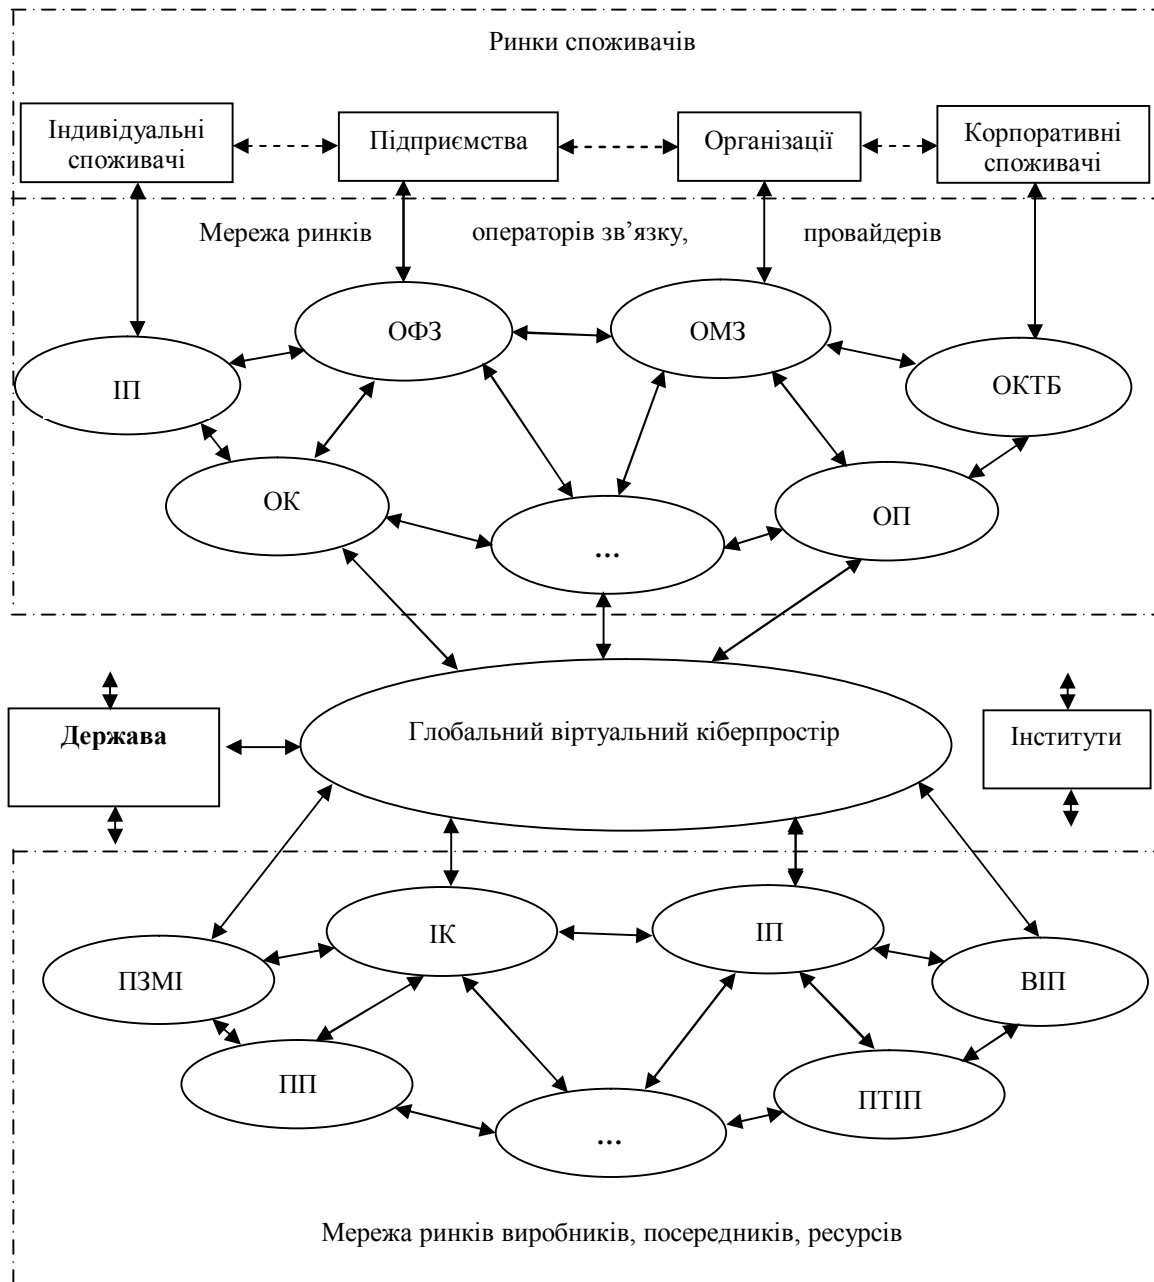 Ринки споживачів
Індивідуальні
споживачі
Підприємства
Організації
Корпоративні
споживачі
Мережа ринків операторів зв’язку, провайдерів
ОФЗ
ОМЗ
ІП
ОКТБ
ОК
...
ОП
Держава
Глобальний віртуальний кіберпростір
Інститути
ІК
ІП
ПЗМІ
ВІП
ПП
...
ПТІП
Мережа ринків виробників, посередників, ресурсів